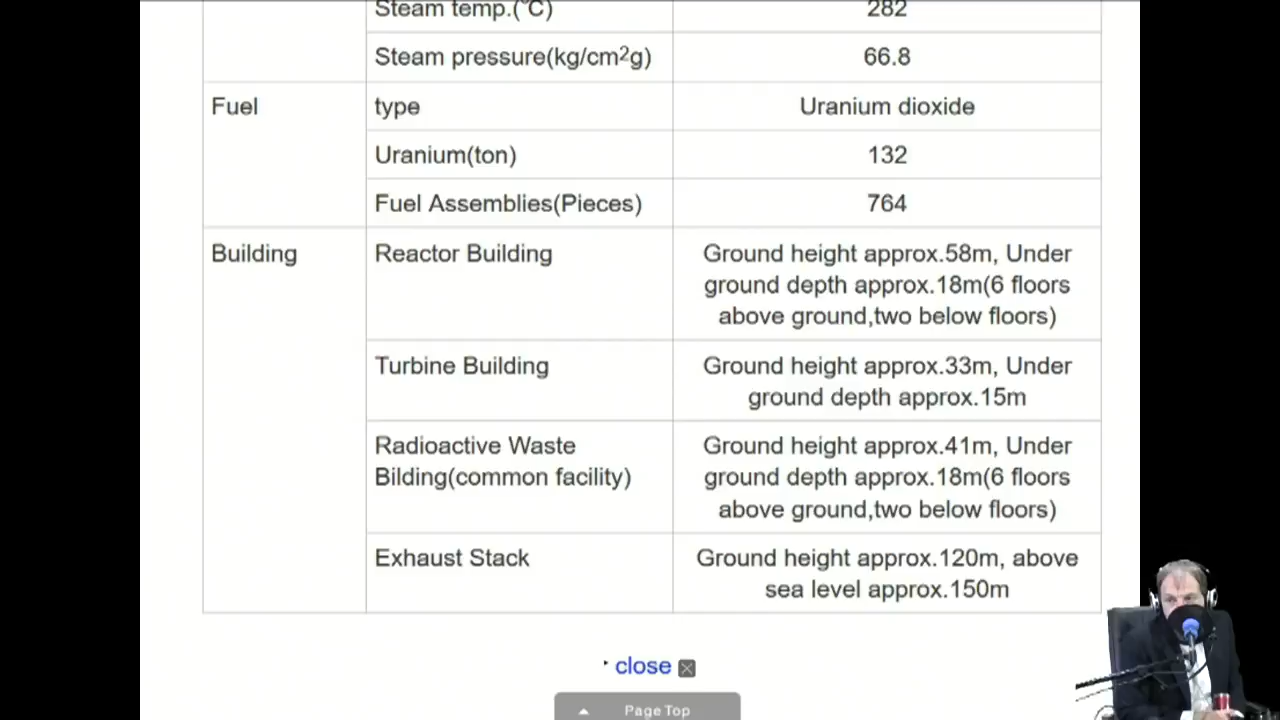 Steam temp.(℃) 282
Steam pressure(kg/cm2g) 66.8
Fuel type Uranium dioxide
Uranium(ton) 132
Fuel Assemblies(Pieces) 764
Building Reactor Building Ground height approx.58m, Under
ground depth approx.18m(6 floors
above ground,two below floors)
Turbine Building Ground height approx.33m, Under
ground depth approx.15m
Radioactive Waste Ground height approx.41m, Under
Bilding(common facility) ground depth approx.18m(6 floors
above ground,two below floors)
Exhaust Stack Ground height approx.120m, above
sea level approx.150m
close
Page Top